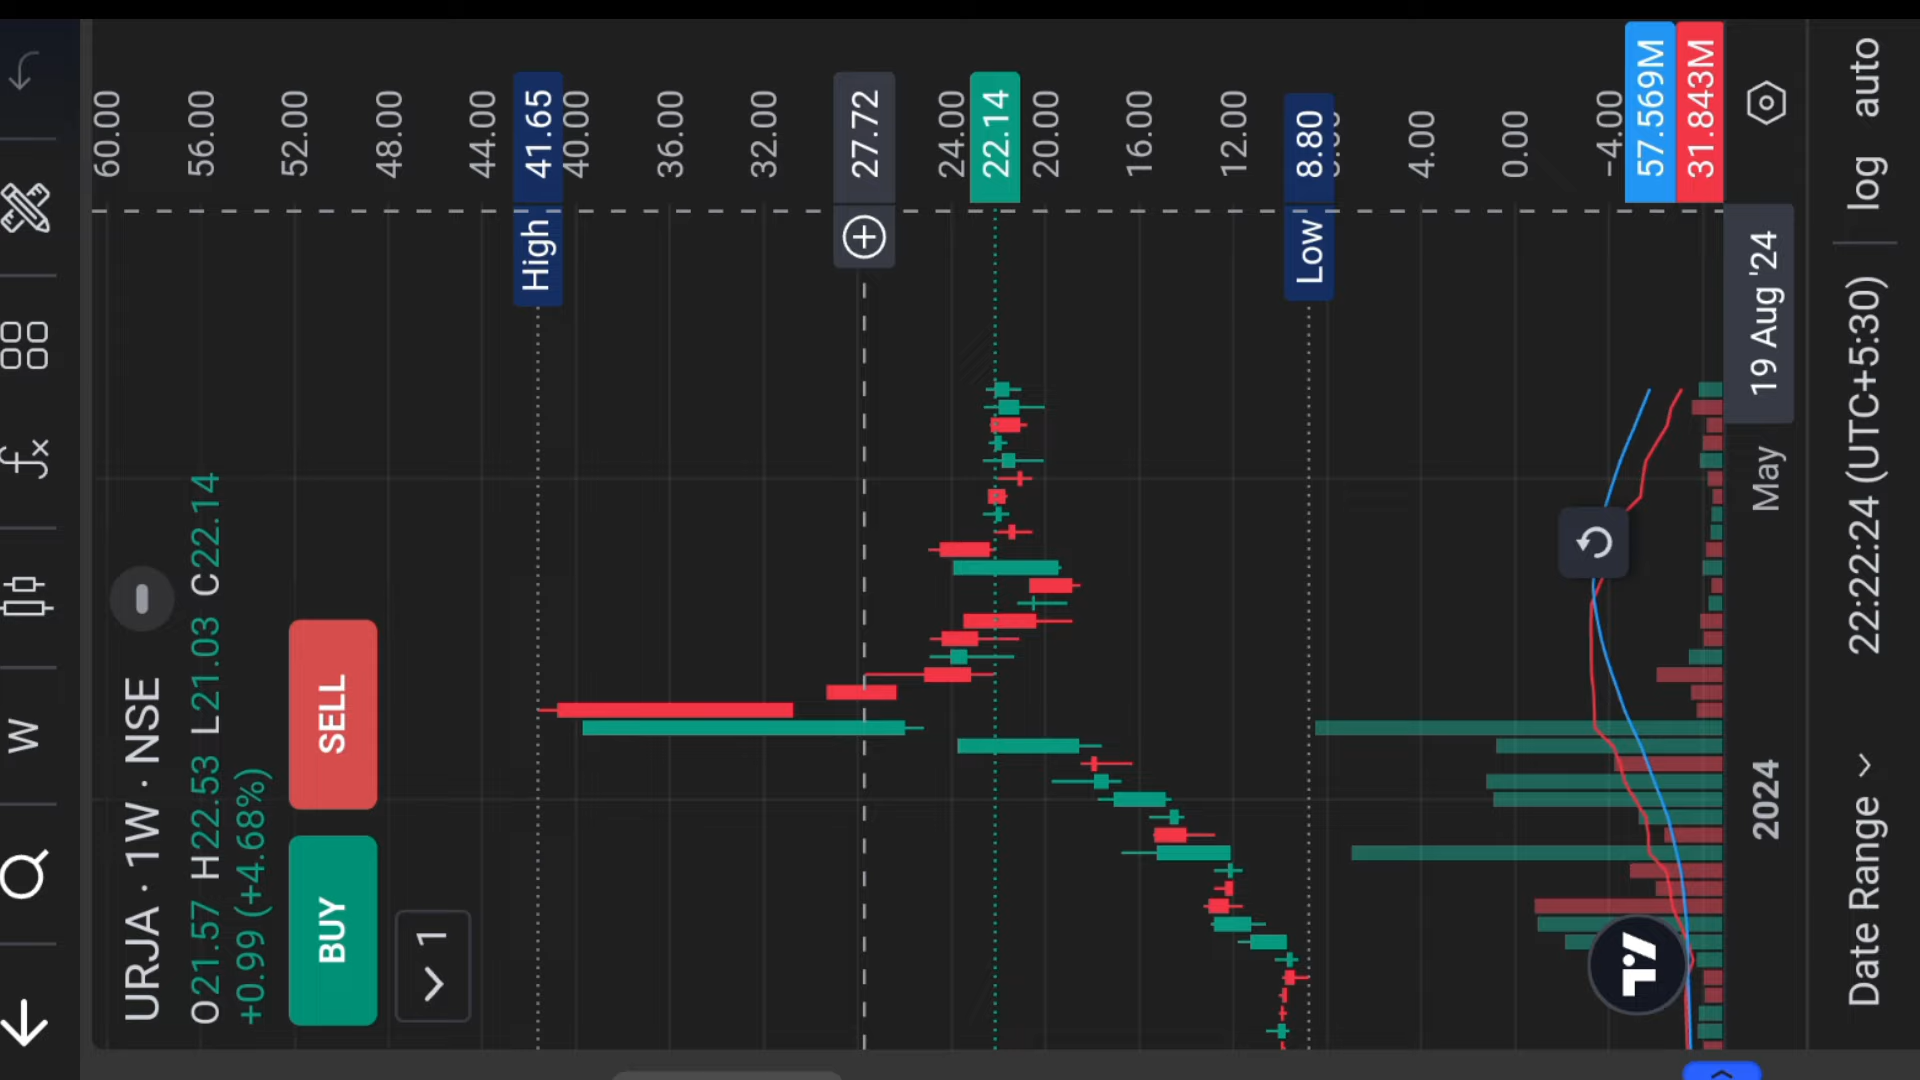 URJA · 1W · NSE
O21.57 H22.53 L21.03 C22.14
+0.99 (+4.68%)
BUY
SELL
1
60.00
56.00
52.00
48.00
44.00
High 41.65
40.00
36.00
32.00
27.72
24.00
22.14
20.00
16.00
12.00
Low 8.80
4.00
0.00
−4.00
57.569M
31.843M
2024
May
19 Aug '24
Date Range
22:22:24 (UTC+5:30)
log
auto
W
fx